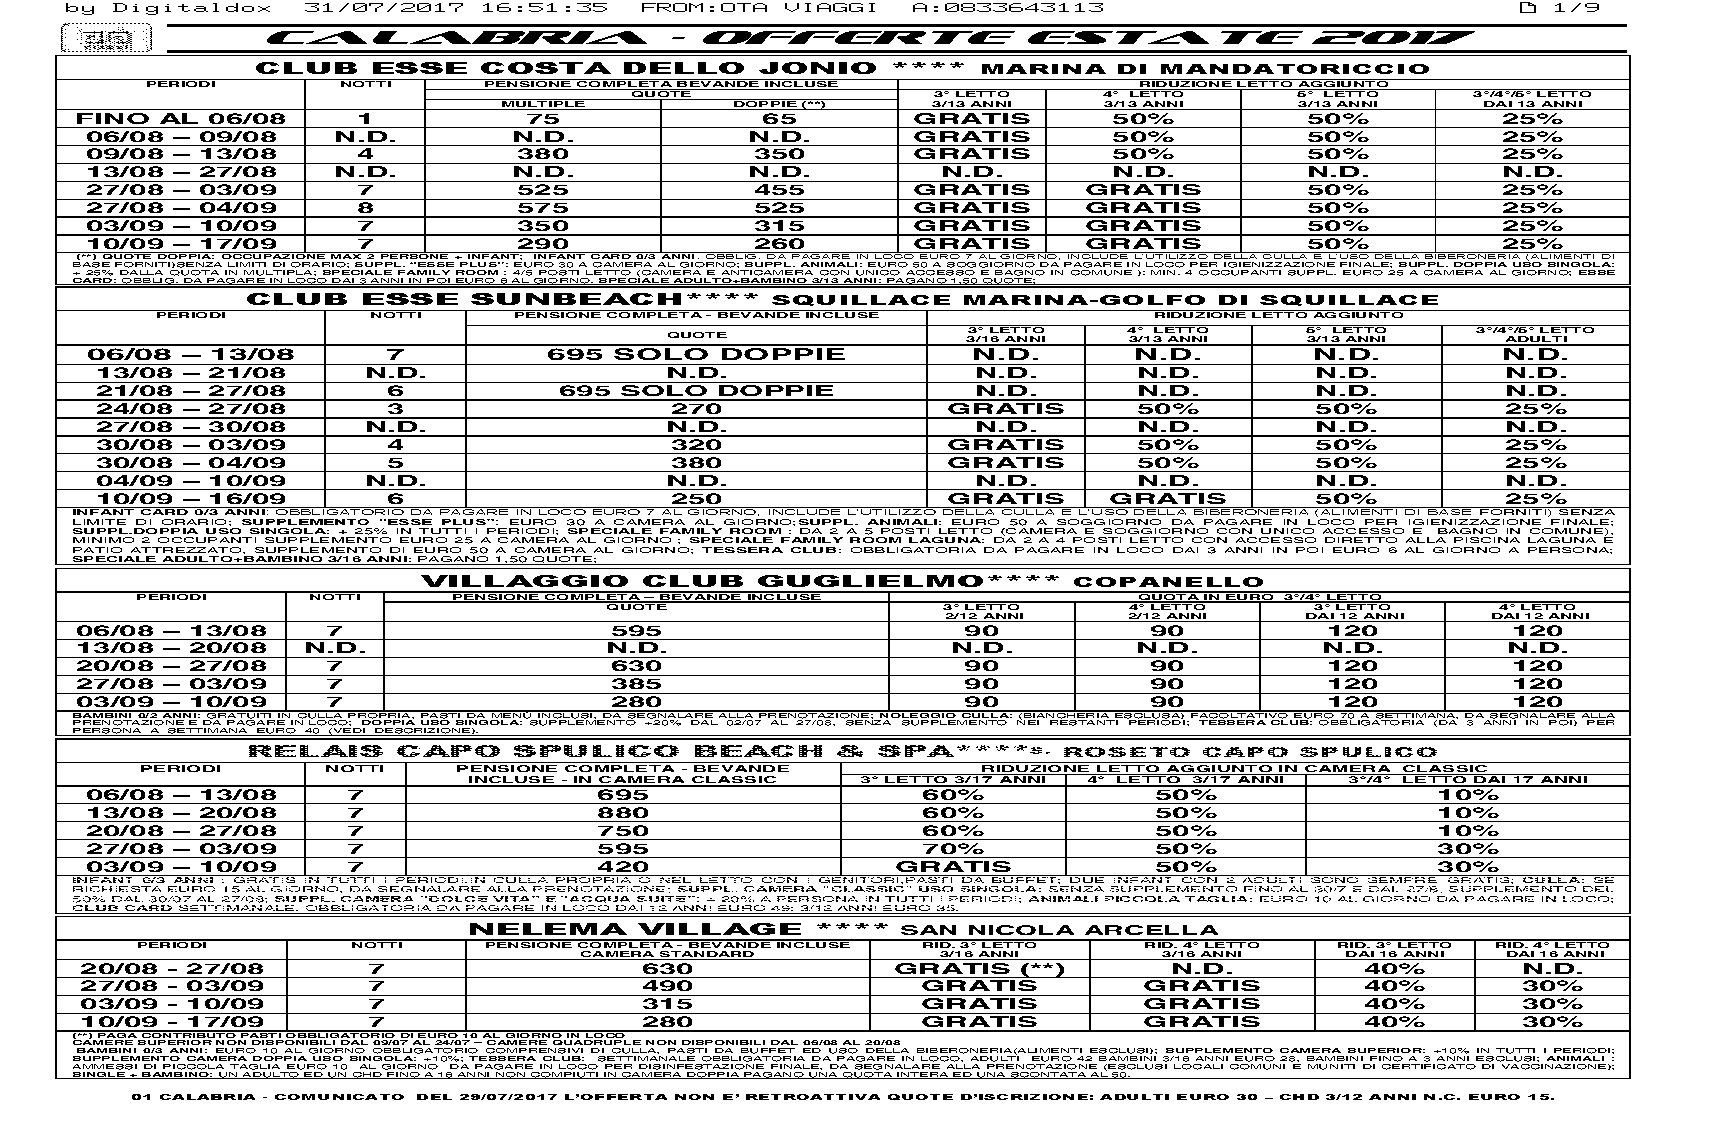 by Digitaldox 31/07/2017 16:51:35 FROM:OTA VIAGGI A:0833643113 1/9
CALABRIA - OFFERTE ESTATE 2017
CLUB ESSE COSTA DELLO JONIO **** MARINA DI MANDATORICCIO
PERIODI NOTTI PENSIONE COMPLETA BEVANDE INCLUSE RIDUZIONE LETTO AGGIUNTO
QUOTE 3° LETTO 4° LETTO 5° LETTO 3°/4°/5° LETTO
MULTIPLE DOPPIE (**) 3/13 ANNI 3/13 ANNI 3/13 ANNI DAI 13 ANNI
FINO AL 06/08 1 75 65 GRATIS 50% 50% 25%
06/08 – 09/08 N.D. N.D. N.D. GRATIS 50% 50% 25%
09/08 – 13/08 4 380 350 GRATIS 50% 50% 25%
13/08 – 27/08 N.D. N.D. N.D. N.D. N.D. N.D. N.D.
27/08 – 03/09 7 525 455 GRATIS GRATIS 50% 25%
27/08 – 04/09 8 575 525 GRATIS GRATIS 50% 25%
03/09 – 10/09 7 350 315 GRATIS GRATIS 50% 25%
10/09 – 17/09 7 290 260 GRATIS GRATIS 50% 25%
(**) QUOTE DOPPIA: OCCUPAZIONE MAX 2 PERSONE + INFANT; INFANT CARD 0/3 ANNI: OBBLIG. DA PAGARE IN LOCO EURO 7 AL GIORNO, INCLUDE L'UTILIZZO DELLA CULLA E L'USO DELLA BIBERONERIA (ALIMENTI DI
BASE FORNITI)SENZA LIMITI DI ORARIO; SUPPL. "ESSE PLUS": EURO 30 A CAMERA AL GIORNO; SUPPL. ANIMALI: EURO 50 A SOGGIORNO DA PAGARE IN LOCO PER IGIENIZZAZIONE FINALE; SUPPL. DOPPIA USO SINGOLA:
+ 25% DALLA QUOTA IN MULTIPLA; SPECIALE FAMILY ROOM : 4/5 POSTI LETTO (CAMERA E ANTICAMERA CON UNICO ACCESSO E BAGNO IN COMUNE ): MIN. 4 OCCUPANTI SUPPL. EURO 25 A CAMERA AL GIORNO; ESSE
CARD: OBBLIG. DA PAGARE IN LOCO DAI 3 ANNI IN POI EURO 6 AL GIORNO. SPECIALE ADULTO+BAMBINO 3/13 ANNI: PAGANO 1,50 QUOTE;
CLUB ESSE SUNBEACH**** SQUILLACE MARINA-GOLFO DI SQUILLACE
PERIODI NOTTI PENSIONE COMPLETA - BEVANDE INCLUSE RIDUZIONE LETTO AGGIUNTO
QUOTE 3° LETTO 4° LETTO 5° LETTO 3°/4°/5° LETTO
3/16 ANNI 3/13 ANNI 3/13 ANNI ADULTI
06/08 – 13/08 7 695 SOLO DOPPIE N.D. N.D. N.D. N.D.
13/08 – 21/08 N.D. N.D. N.D. N.D. N.D. N.D.
21/08 – 27/08 6 695 SOLO DOPPIE N.D. N.D. N.D. N.D.
24/08 – 27/08 3 270 GRATIS 50% 50% 25%
27/08 – 30/08 N.D. N.D. N.D. N.D. N.D. N.D.
30/08 – 03/09 4 320 GRATIS 50% 50% 25%
30/08 – 04/09 5 380 GRATIS 50% 50% 25%
04/09 – 10/09 N.D. N.D. N.D. N.D. N.D. N.D.
10/09 – 16/09 6 250 GRATIS GRATIS 50% 25%
INFANT CARD 0/3 ANNI: OBBLIGATORIO DA PAGARE IN LOCO EURO 7 AL GIORNO, INCLUDE L'UTILIZZO DELLA CULLA E L'USO DELLA BIBERONERIA (ALIMENTI DI BASE FORNITI) SENZA
LIMITE DI ORARIO; SUPPLEMENTO "ESSE PLUS": EURO 30 A CAMERA AL GIORNO;SUPPL. ANIMALI: EURO 50 A SOGGIORNO DA PAGARE IN LOCO PER IGIENIZZAZIONE FINALE;
SUPPL.DOPPIA USO SINGOLA: + 25% IN TUTTI I PERIODI; SPECIALE FAMILY ROOM : DA 2 A 5 POSTI LETTO (CAMERA E SOGGIORNO CON UNICO ACCESSO E BAGNO IN COMUNE),
MINIMO 2 OCCUPANTI SUPPLEMENTO EURO 25 A CAMERA AL GIORNO ; SPECIALE FAMILY ROOM LAGUNA: DA 2 A 4 POSTI LETTO CON ACCESSO DIRETTO ALLA PISCINA LAGUNA E
PATIO ATTREZZATO, SUPPLEMENTO DI EURO 50 A CAMERA AL GIORNO; TESSERA CLUB: OBBLIGATORIA DA PAGARE IN LOCO DAI 3 ANNI IN POI EURO 6 AL GIORNO A PERSONA;
SPECIALE ADULTO+BAMBINO 3/16 ANNI: PAGANO 1,50 QUOTE;
VILLAGGIO CLUB GUGLIELMO**** COPANELLO
PERIODI NOTTI PENSIONE COMPLETA – BEVANDE INCLUSE QUOTA IN EURO 3°/4° LETTO
QUOTE 3° LETTO 4° LETTO 3° LETTO 4° LETTO
2/12 ANNI 2/12 ANNI DAI 12 ANNI DAI 12 ANNI
06/08 – 13/08 7 595 90 90 120 120
13/08 – 20/08 N.D. N.D. N.D. N.D. N.D. N.D.
20/08 – 27/08 7 630 90 90 120 120
27/08 – 03/09 7 385 90 90 120 120
03/09 – 10/09 7 280 90 90 120 120
BAMBINI 0/2 ANNI: GRATUITI IN CULLA PROPRIA, PASTI DA MENU INCLUSI, DA SEGNALARE ALLA PRENOTAZIONE; NOLEGGIO CULLA: (BIANCHERIA ESCLUSA) FACOLTATIVO EURO 70 A SETTIMANA, DA SEGNALARE ALLA
PRENOTAZIONE E DA PAGARE IN LOCO; DOPPIA USO SINGOLA: SUPPLEMENTO +50% DAL 02/07 AL 27/08, SENZA SUPPLEMENTO NEI RESTANTI PERIODI; TESSERA CLUB: OBBLIGATORIA (DA 3 ANNI IN POI) PER
PERSONA A SETTIMANA EURO 40 (VEDI DESCRIZIONE).
RELAIS CAPO SPULICO BEACH & SPA****s- ROSETO CAPO SPULICO
PERIODI NOTTI PENSIONE COMPLETA - BEVANDE RIDUZIONE LETTO AGGIUNTO IN CAMERA CLASSIC
INCLUSE - IN CAMERA CLASSIC 3° LETTO 3/17 ANNI 4° LETTO 3/17 ANNI 3°/4° LETTO DAI 17 ANNI
06/08 – 13/08 7 695 60% 50% 10%
13/08 – 20/08 7 880 60% 50% 10%
20/08 – 27/08 7 750 60% 50% 10%
27/08 – 03/09 7 595 70% 50% 30%
03/09 – 10/09 7 420 GRATIS 50% 30%
INFANT 0/3 ANNI : GRATIS IN TUTTI I PERIODI,IN CULLA PROPRIA O NEL LETTO CON I GENITORI,PASTI DA BUFFET; DUE INFANT CON 2 ADULTI SONO SEMPRE GRATIS; CULLA: SE
RICHIESTA EURO 15 AL GIORNO, DA SEGNALARE ALLA PRENOTAZIONE; SUPPL. CAMERA "CLASSIC" USO SINGOLA: SENZA SUPPLEMENTO FINO AL 30/7 E DAL 27/8, SUPPLEMENTO DEL
50% DAL 30/07 AL 27/08; SUPPL. CAMERA "DOLCE VITA" E "ACQUA SUITE": + 20% A PERSONA IN TUTTI I PERIODI; ANIMALI PICCOLA TAGLIA: EURO 10 AL GIORNO DA PAGARE IN LOCO;
CLUB CARD SETTIMANALE, OBBLIGATORIA DA PAGARE IN LOCO DAI 12 ANNI EURO 49; 3/12 ANNI EURO 35.
NELEMA VILLAGE **** SAN NICOLA ARCELLA
PERIODI NOTTI PENSIONE COMPLETA - BEVANDE INCLUSE RID. 3° LETTO RID. 4° LETTO RID. 3° LETTO RID. 4° LETTO
CAMERA STANDARD 3/16 ANNI 3/16 ANNI DAI 16 ANNI DAI 16 ANNI
20/08 - 27/08 7 630 GRATIS (**) N.D. 40% N.D.
27/08 - 03/09 7 490 GRATIS GRATIS 40% 30%
03/09 - 10/09 7 315 GRATIS GRATIS 40% 30%
10/09 - 17/09 7 280 GRATIS GRATIS 40% 30%
(**) PAGA CONTRIBUTO PASTI OBBLIGATORIO DI EURO 10 AL GIORNO IN LOCO
CAMERE SUPERIOR NON DISPONIBILI DAL 09/07 AL 24/07 – CAMERE QUADRUPLE NON DISPONIBILI DAL 06/08 AL 20/08
BAMBINI 0/3 ANNI: EURO 10 AL GIORNO OBBLIGATORIO COMPRENSIVI DI CULLA, PASTI DA BUFFET ED USO DELLA BIBERONERIA(ALIMENTI ESCLUSI); SUPPLEMENTO CAMERA SUPERIOR: +10% IN TUTTI I PERIODI;
SUPPLEMENTO CAMERA DOPPIA USO SINGOLA: +10%; TESSERA CLUB: SETTIMANALE OBBLIGATORIA DA PAGARE IN LOCO, ADULTI EURO 42 BAMBINI 3/16 ANNI EURO 28, BAMBINI FINO A 3 ANNI ESCLUSI; ANIMALI :
AMMESSI DI PICCOLA TAGLIA EURO 10 AL GIORNO DA PAGARE IN LOCO PER DISINFESTAZIONE FINALE, DA SEGNALARE ALLA PRENOTAZIONE (ESCLUSI LOCALI COMUNI E MUNITI DI CERTIFICATO DI VACCINAZIONE);
SINGLE + BAMBINO: UN ADULTO ED UN CHD FINO A 16 ANNI NON COMPIUTI IN CAMERA DOPPIA PAGANO UNA QUOTA INTERA ED UNA SCONTATA AL 50.
01 CALABRIA - COMUNICATO DEL 29/07/2017 L'OFFERTA NON E' RETROATTIVA QUOTE D'ISCRIZIONE: ADULTI EURO 30 – CHD 3/12 ANNI N.C. EURO 15.